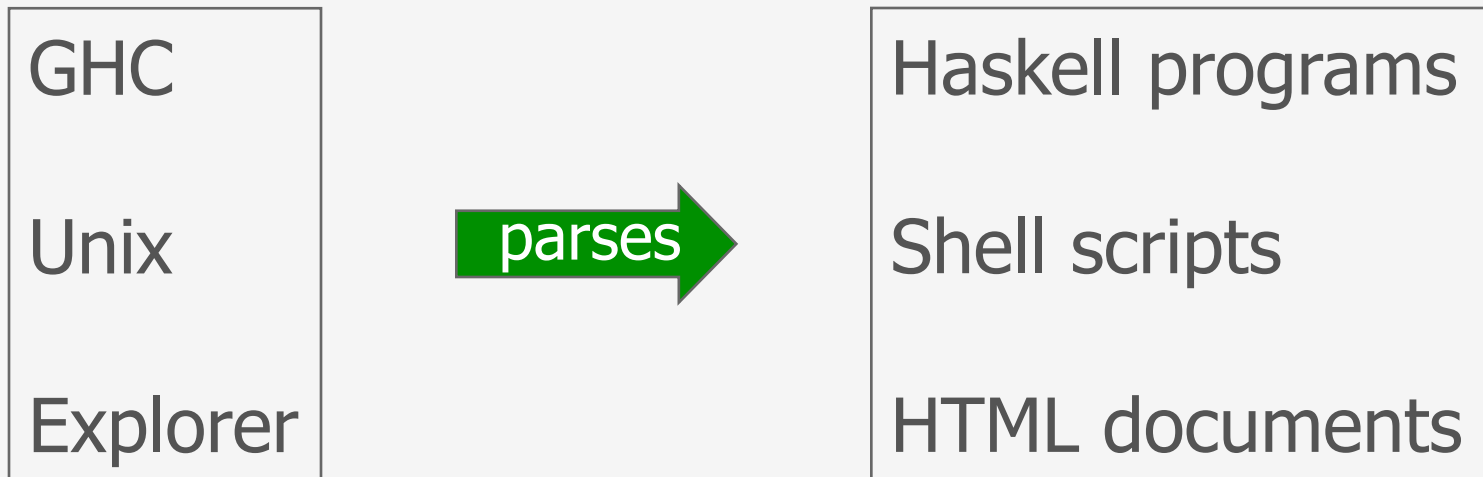 GHC
Unix
Explorer
parses
Haskell programs
Shell scripts
HTML documents